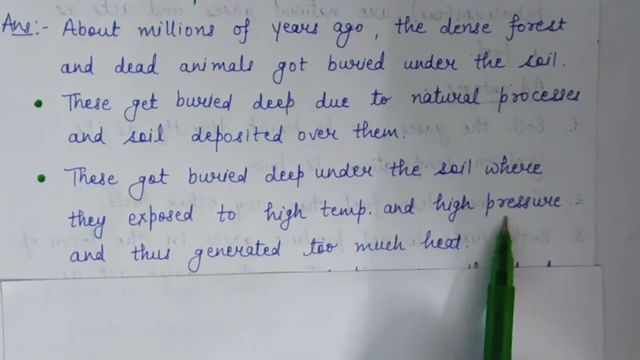 Ans:- About millions of years ago, the dense forest
and dead animals got buried under the soil.
• These get buried deep due to natural processes
and soil deposited over them.
• These got buried deep under the soil where
they exposed to high temp. and high pressure
and thus generated too much heat.